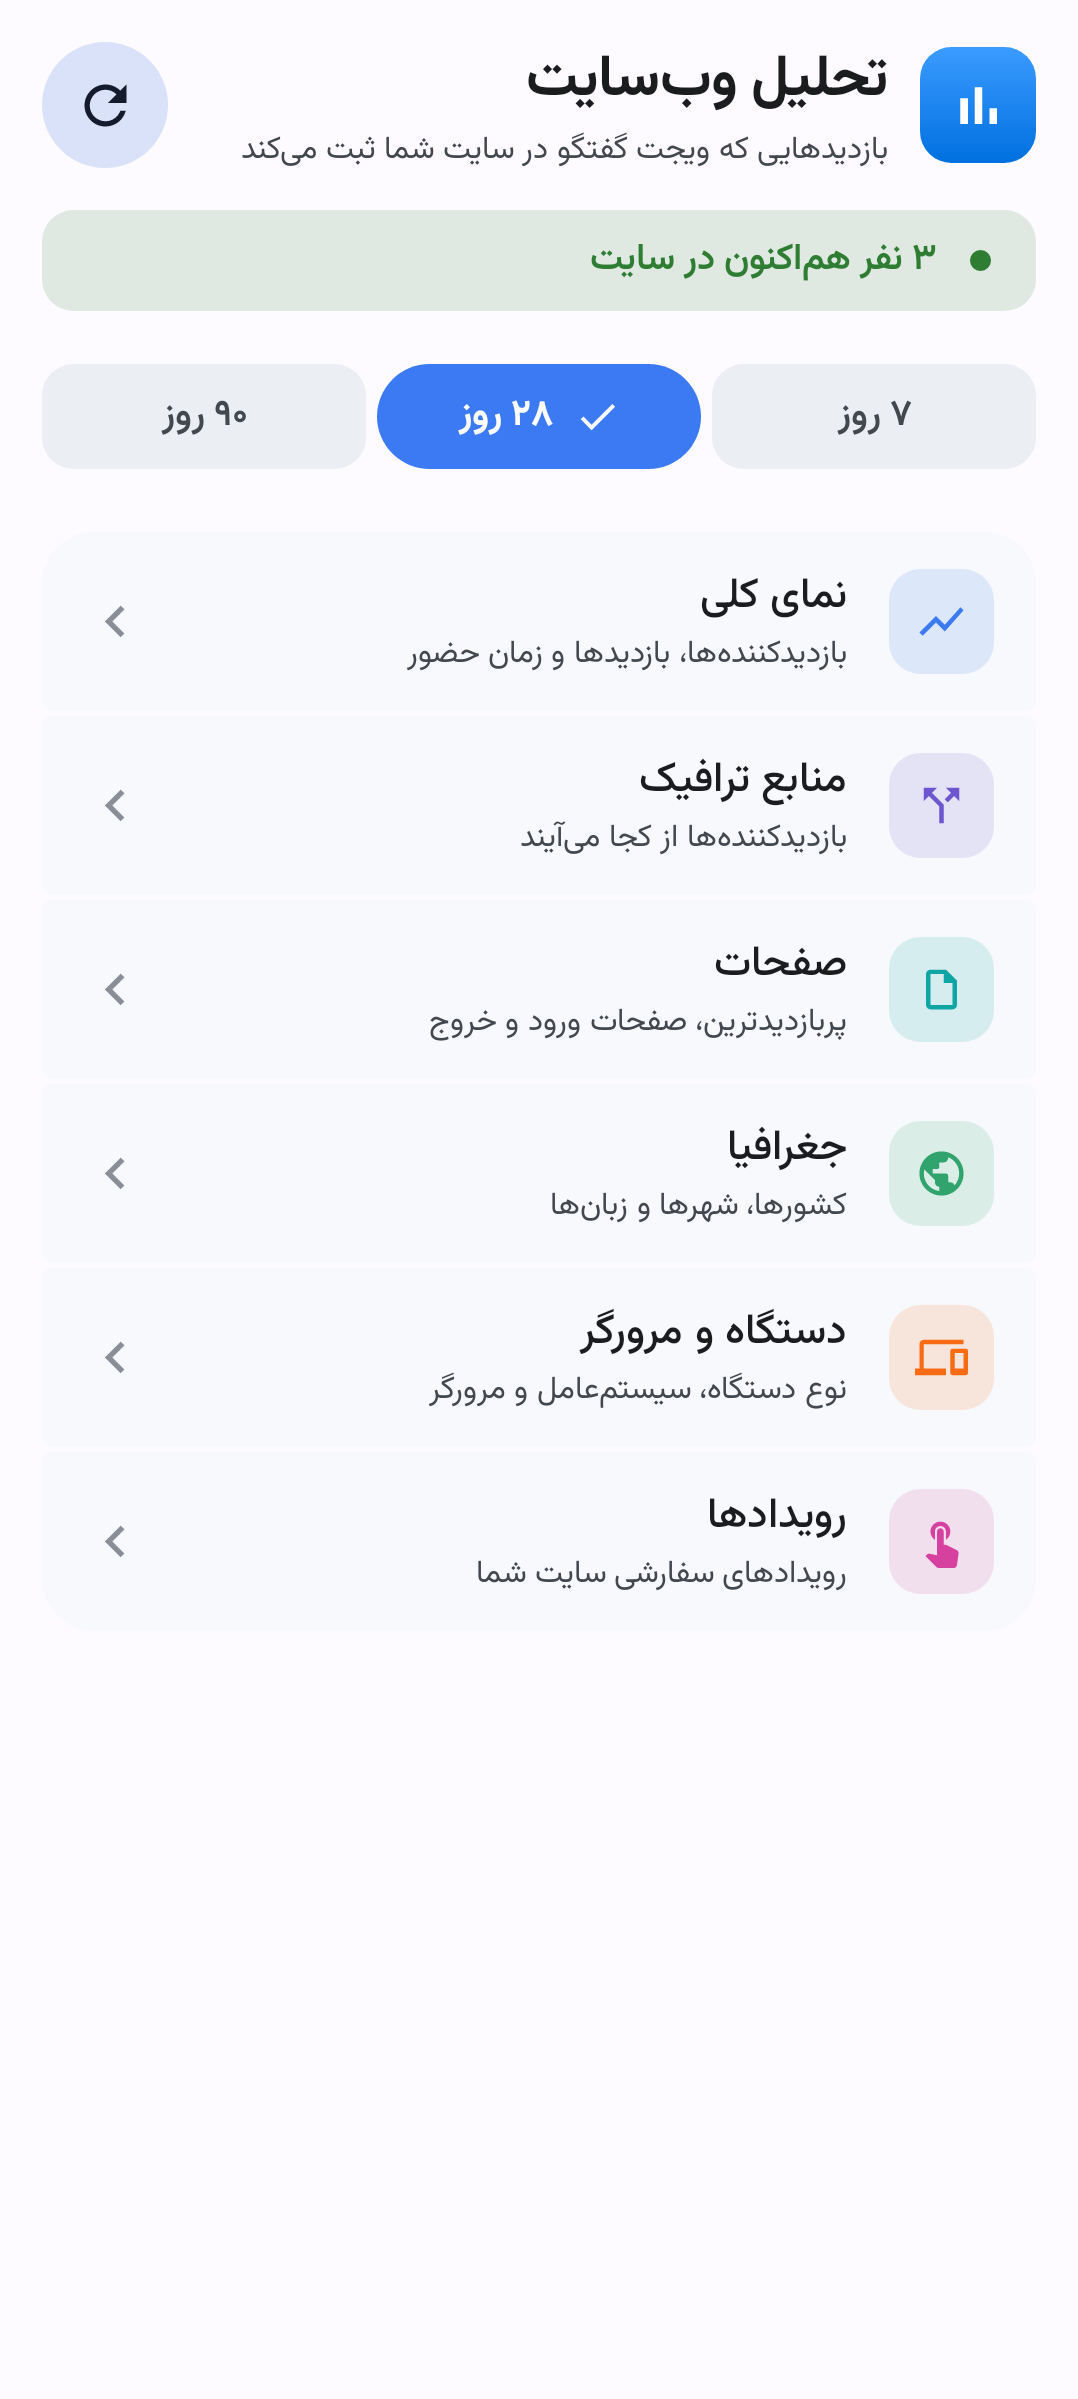 تحلیل وب‌سایت
بازدیدهایی که ویجت گفتگو در سایت شما ثبت می‌کند
۳ نفر هم‌اکنون در سایت
۷ روز
۲۸ روز
۹۰ روز
نمای کلی
بازدیدکننده‌ها، بازدیدها و زمان حضور
منابع ترافیک
بازدیدکننده‌ها از کجا می‌آیند
صفحات
پربازدیدترین، صفحات ورود و خروج
جغرافیا
کشورها، شهرها و زبان‌ها
دستگاه و مرورگر
نوع دستگاه، سیستم‌عامل و مرورگر
رویدادها
رویدادهای سفارشی سایت شما